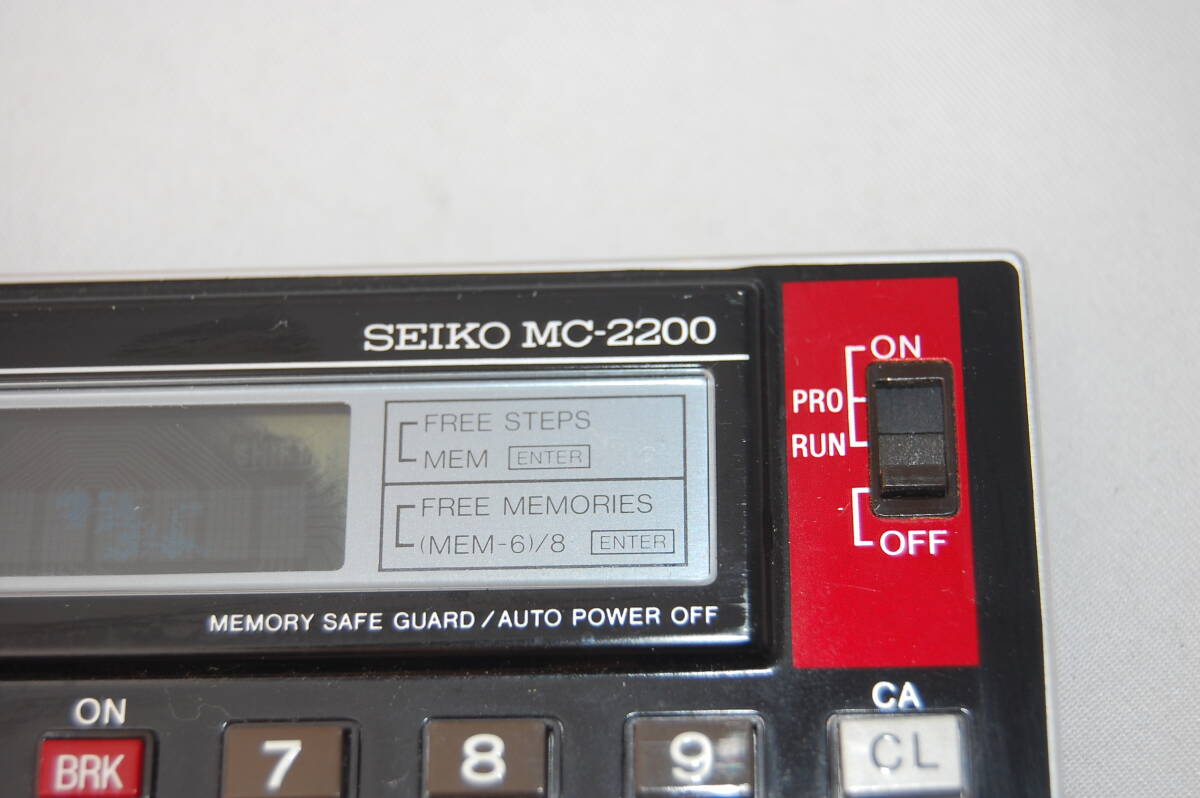 SEIKO MC-2200
FREE STEPS
MEM ENTER
FREE MEMORIES
(MEM-6)/8 ENTER
MEMORY SAFE GUARD/AUTO POWER OFF
ON
PRO
RUN
OFF
ON
CA
BRK
7
8
9
CL